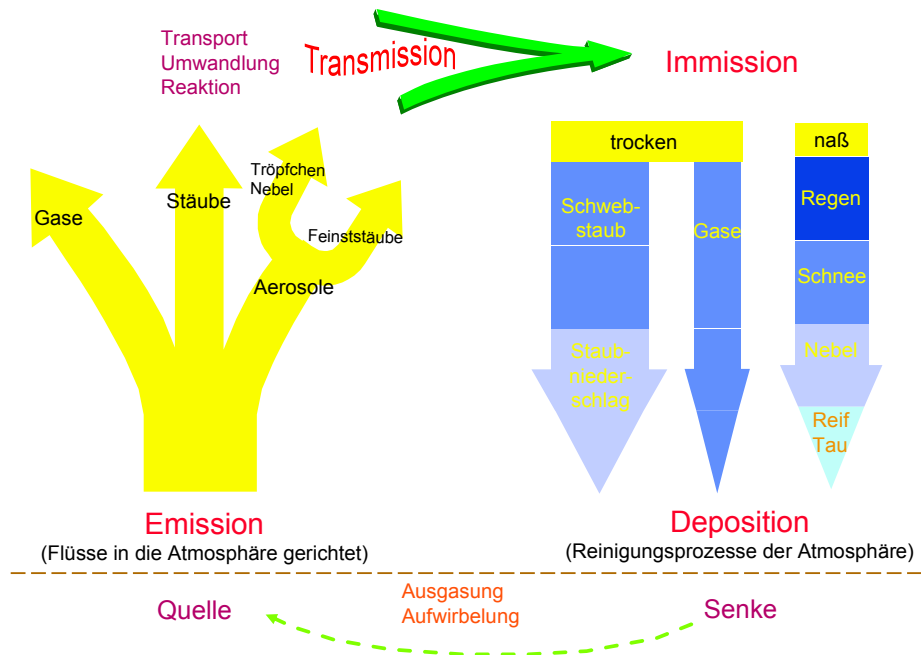 Transport
Umwandlung
Reaktion
Transmission
Immission
Gase
Stäube
Tröpfchen
Nebel
Feinststäube
Aerosole
trocken
naß
Schweb-
staub
Gase
Regen
Schnee
Staub-
nieder-
schlag
Nebel
Reif
Tau
Emission
(Flüsse in die Atmosphäre gerichtet)
Deposition
(Reinigungsprozesse der Atmosphäre)
Quelle
Ausgasung
Aufwirbelung
Senke